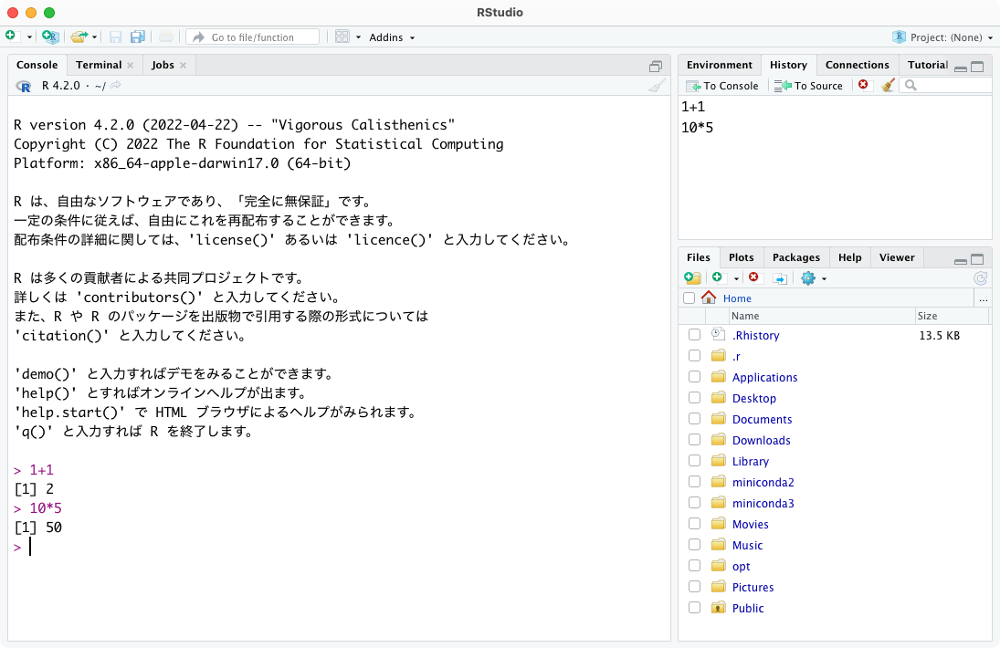 RStudio
Go to file/function
Addins
Project: (None)
Console Terminal Jobs
R 4.2.0 · ~/
R version 4.2.0 (2022-04-22) -- "Vigorous Calisthenics"
Copyright (C) 2022 The R Foundation for Statistical Computing
Platform: x86_64-apple-darwin17.0 (64-bit)
R は、自由なソフトウェアであり、「完全に無保証」です。
一定の条件に従えば、自由にこれを再配布することができます。
配布条件の詳細に関しては、'license()' あるいは 'licence()' と入力してください。
R は多くの貢献者による共同プロジェクトです。
詳しくは 'contributors()' と入力してください。
また、R や R のパッケージを出版物で引用する際の形式については
'citation()' と入力してください。
'demo()' と入力すればデモをみることができます。
'help()' とすればオンラインヘルプが出ます。
'help.start()' で HTML ブラウザによるヘルプがみられます。
'q()' と入力すれば R を終了します。
> 1+1
[1] 2
> 10*5
[1] 50
>
Environment History Connections Tutorial
To Console To Source
1+1
10*5
Files Plots Packages Help Viewer
Home ...
Name Size
.Rhistory 13.5 KB
.r
Applications
Desktop
Documents
Downloads
Library
miniconda2
miniconda3
Movies
Music
opt
Pictures
Public